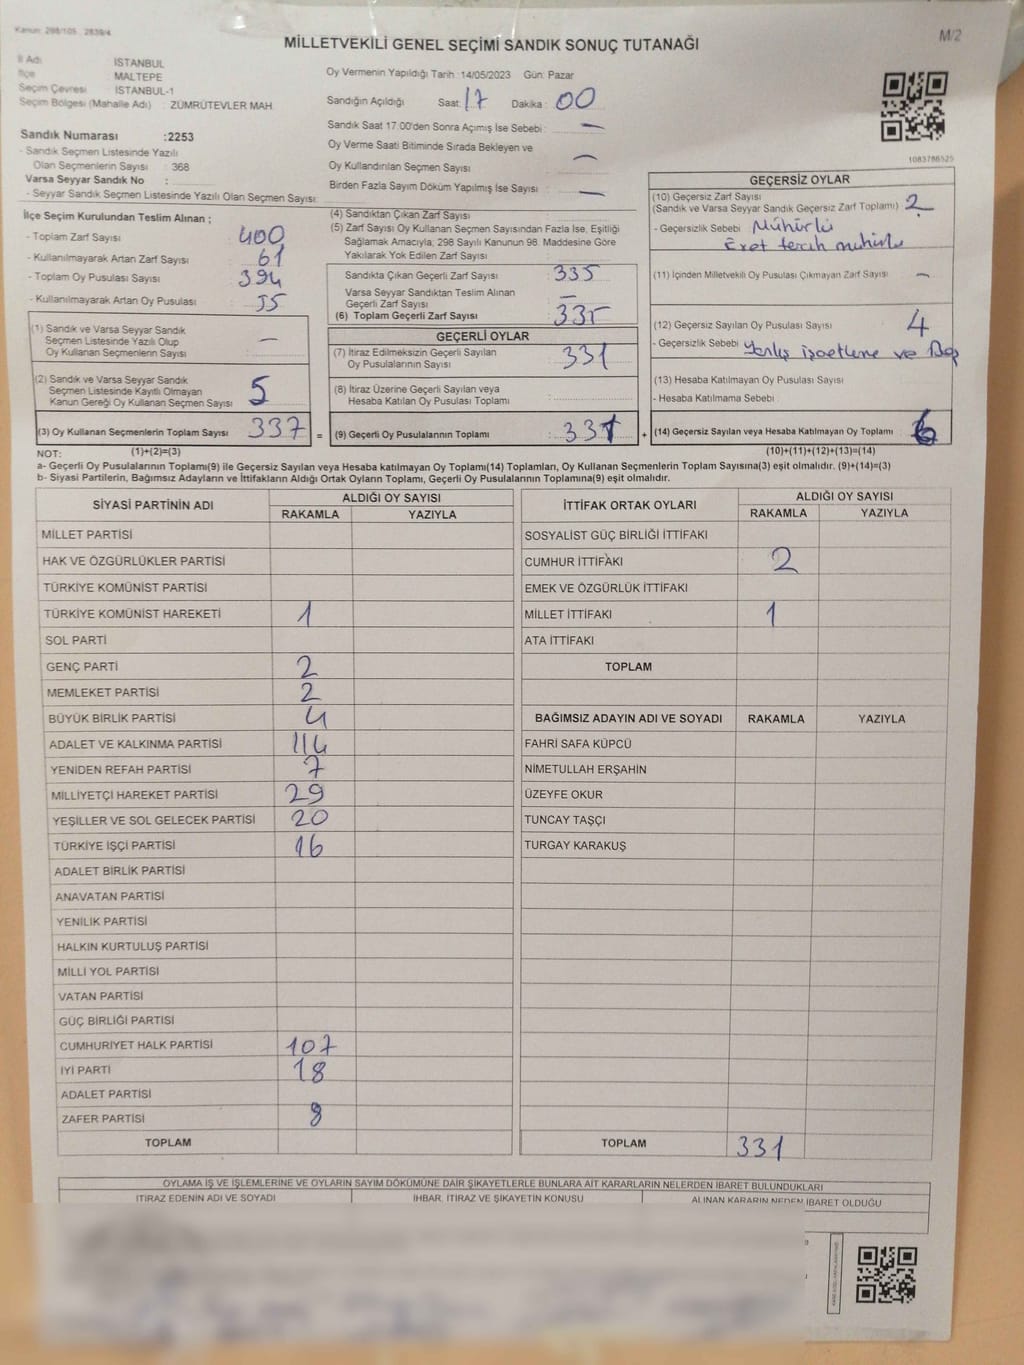 Kanun: 298/105 , 2839/4
M/2
MİLLETVEKİLİ GENEL SEÇİMİ SANDIK SONUÇ TUTANAĞI
İl Adı : İSTANBUL
İlçe : MALTEPE
Seçim Çevresi : İSTANBUL-1
Seçim Bölgesi (Mahalle Adı) : ZÜMRÜTEVLER MAH.
Sandık Numarası :2253
- Sandık Seçmen Listesinde Yazılı
Olan Seçmenlerin Sayısı : 368
Varsa Seyyar Sandık No :
- Seyyar Sandık Seçmen Listesinde Yazılı Olan Seçmen Sayısı:
Oy Vermenin Yapıldığı Tarih :14/05/2023 Gün: Pazar
Sandığın Açıldığı Saat: 17 Dakika: 00
Sandık Saat 17.00'den Sonra Açımış İse Sebebi : —
Oy Verme Saati Bitiminde Sırada Bekleyen ve
Oy Kullandırılan Seçmen Sayısı : —
Birden Fazla Sayım Döküm Yapılmış İse Sayısı : —
1083786525
İlçe Seçim Kurulundan Teslim Alınan ;
- Toplam Zarf Sayısı : 400
- Kullanılmayarak Artan Zarf Sayısı : 61
- Toplam Oy Pusulası Sayısı : 394
- Kullanılmayarak Artan Oy Pusulası : 55
(1) Sandık ve Varsa Seyyar Sandık
Seçmen Listesinde Yazılı Olup
Oy Kullanan Seçmenlerin Sayısı : —
(2) Sandık ve Varsa Seyyar Sandık
Seçmen Listesinde Kayıtlı Olmayan
Kanun Gereği Oy Kullanan Seçmen Sayısı : 5
(3) Oy Kullanan Seçmenlerin Toplam Sayısı : 337
(4) Sandıktan Çıkan Zarf Sayısı :
(5) Zarf Sayısı Oy Kullanan Seçmen Sayısından Fazla İse, Eşitliği
Sağlamak Amacıyla, 298 Sayılı Kanunun 98. Maddesine Göre
Yakılarak Yok Edilen Zarf Sayısı :
Sandıkta Çıkan Geçerli Zarf Sayısı : 335
Varsa Seyyar Sandıktan Teslim Alınan
Geçerli Zarf Sayısı : —
(6) Toplam Geçerli Zarf Sayısı : 335
GEÇERLİ OYLAR
(7) İtiraz Edilmeksizin Geçerli Sayılan
Oy Pusulalarının Sayısı : 331
(8) İtiraz Üzerine Geçerli Sayılan veya
Hesaba Katılan Oy Pusulası Toplamı :
= (9) Geçerli Oy Pusulalarının Toplamı : 331
GEÇERSİZ OYLAR
(10) Geçersiz Zarf Sayısı
(Sandık ve Varsa Seyyar Sandık Geçersiz Zarf Toplamı) : 2
- Geçersizlik Sebebi : Mühürlü
Evet tercih mühürlü
(11) İçinden Milletvekili Oy Pusulası Çıkmayan Zarf Sayısı : —
(12) Geçersiz Sayılan Oy Pusulası Sayısı : 4
- Geçersizlik Sebebi : Yanlış işaretleme ve Boş
(13) Hesaba Katılmayan Oy Pusulası Sayısı :
- Hesaba Katılmama Sebebi :
+ (14) Geçersiz Sayılan veya Hesaba Katılmayan Oy Toplamı : 6
NOT: (1)+(2)=(3) (10)+(11)+(12)+(13)=(14)
a- Geçerli Oy Pusulalarının Toplamı(9) ile Geçersiz Sayılan veya Hesaba katılmayan Oy Toplamı(14) Toplamları, Oy Kullanan Seçmenlerin Toplam Sayısına(3) eşit olmalıdır. (9)+(14)=(3)
b- Siyasi Partilerin, Bağımsız Adayların ve İttifakların Aldığı Ortak Oyların Toplamı, Geçerli Oy Pusulalarının Toplamına(9) eşit olmalıdır.
SİYASİ PARTİNİN ADI ALDIĞI OY SAYISI
RAKAMLA YAZIYLA
MİLLET PARTİSİ
HAK VE ÖZGÜRLÜKLER PARTİSİ
TÜRKİYE KOMÜNİST PARTİSİ
TÜRKİYE KOMÜNİST HAREKETİ 1
SOL PARTİ
GENÇ PARTİ 2
MEMLEKET PARTİSİ 2
BÜYÜK BİRLİK PARTİSİ 4
ADALET VE KALKINMA PARTİSİ 114
YENİDEN REFAH PARTİSİ 7
MİLLİYETÇİ HAREKET PARTİSİ 29
YEŞİLLER VE SOL GELECEK PARTİSİ 20
TÜRKİYE İŞÇİ PARTİSİ 16
ADALET BİRLİK PARTİSİ
ANAVATAN PARTİSİ
YENİLİK PARTİSİ
HALKIN KURTULUŞ PARTİSİ
MİLLİ YOL PARTİSİ
VATAN PARTİSİ
GÜÇ BİRLİĞİ PARTİSİ
CUMHURİYET HALK PARTİSİ 107
İYİ PARTİ 18
ADALET PARTİSİ
ZAFER PARTİSİ 8
TOPLAM
İTTİFAK ORTAK OYLARI ALDIĞI OY SAYISI
RAKAMLA YAZIYLA
SOSYALİST GÜÇ BİRLİĞİ İTTİFAKI
CUMHUR İTTİFAKI 2
EMEK VE ÖZGÜRLÜK İTTİFAKI
MİLLET İTTİFAKI 1
ATA İTTİFAKI
TOPLAM
BAĞIMSIZ ADAYIN ADI VE SOYADI RAKAMLA YAZIYLA
FAHRİ SAFA KÜPCÜ
NİMETULLAH ERŞAHİN
ÜZEYFE OKUR
TUNCAY TAŞÇI
TURGAY KARAKUŞ
TOPLAM 331
OYLAMA İŞ VE İŞLEMLERİNE VE OYLARIN SAYIM DÖKÜMÜNE DAİR ŞİKAYETLERLE BUNLARA AİT KARARLARIN NELERDEN İBARET BULUNDUKLARI
İTİRAZ EDENİN ADI VE SOYADI İHBAR, İTİRAZ VE ŞİKAYETİN KONUSU ALINAN KARARIN NEDEN İBARET OLDUĞU